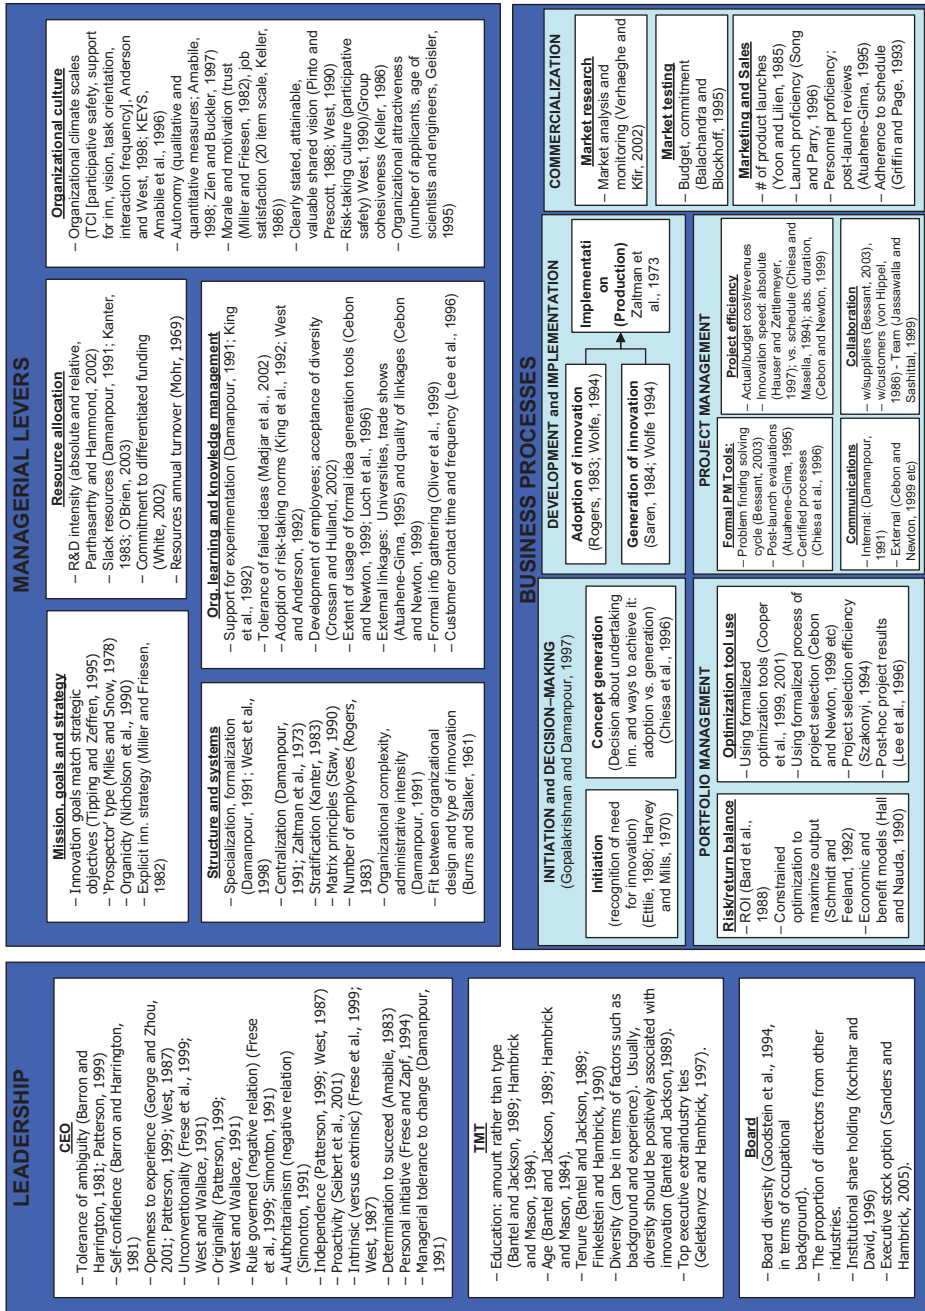 LEADERSHIP
CEO
– Tolerance of ambiguity (Barron and
Harrington, 1981; Patterson, 1999)
– Self-confidence (Barron and Harrington,
1981)
– Openness to experience (George and Zhou,
2001; Patterson, 1999; West, 1987)
– Unconventionality (Frese et al., 1999;
West and Wallace, 1991)
– Originality (Patterson, 1999;
West and Wallace, 1991)
– Rule governed (negative relation) (Frese
et al., 1999; Simonton, 1991)
– Authoritarianism (negative relation)
(Simonton, 1991)
– Independence (Patterson, 1999; West, 1987)
– Proactivity (Seibert et al., 2001)
– Intrinsic (versus extrinsic) (Frese et al., 1999;
West, 1987)
– Determination to succeed (Amabile, 1983)
– Personal initiative (Frese and Zapf, 1994)
– Managerial tolerance to change (Damanpour,
1991)
TMT
– Education: amount rather than type
(Bantel and Jackson, 1989; Hambrick
and Mason, 1984).
– Age (Bantel and Jackson, 1989; Hambrick
and Mason, 1984).
– Tenure (Bantel and Jackson, 1989;
Finkelstein and Hambrick, 1990)
– Diversity (can be in terms of factors such as
background and experience). Usually,
diversity should be positively associated with
innovation (Bantel and Jackson,1989).
– Top executive extraindustry ties
(Geletkanycz and Hambrick, 1997).
Board
– Board diversity (Goodstein et al., 1994,
in terms of occupational
background).
– The proportion of directors from other
industries.
– Institutional share holding (Kochhar and
David, 1996)
– Executive stock option (Sanders and
Hambrick, 2005).
MANAGERIAL LEVERS
Mission, goals and strategy
– Innovation goals match strategic
objectives (Tipping and Zeffren, 1995)
– 'Prospector' type (Miles and Snow, 1978)
– Organicity (Nicholson et al., 1990)
– Explicit inn. strategy (Miller and Friesen,
1982)
Resource allocation
– R&D intensity (absolute and relative,
Parthasarthy and Hammond, 2002)
– Slack resources (Damanpour, 1991; Kanter,
1983; O'Brien, 2003)
– Commitment to differentiated funding
(White, 2002)
– Resources annual turnover (Mohr, 1969)
Organizational culture
– Organizational climate scales
(TCI [participative safety, support
for inn, vision, task orientation,
interaction frequency], Anderson
and West, 1998; KEYS,
Amabile et al., 1996)
– Autonomy (qualitative and
quantitative measures; Amabile,
1998; Zien and Buckler, 1997)
– Morale and motivation (trust
(Miller and Friesen, 1982), job
satisfaction (20 item scale, Keller,
1986))
– Clearly stated, attainable,
valuable shared vision (Pinto and
Prescott, 1988; West, 1990)
– Risk-taking culture (participative
safety) West, 1990)/Group
cohesiveness (Keller, 1986)
– Organizational attractiveness
(number of applicants, age of
scientists and engineers, Geisler,
1995)
Structure and systems
– Specialization, formalization
(Damanpour, 1991; West et al.,
1998)
– Centralization (Damanpour,
1991; Zaltman et al., 1973)
– Stratification (Kanter, 1983)
– Matrix principles (Staw, 1990)
– Number of employees (Rogers,
1983)
– Organizational complexity,
administrative intensity
(Damanpour, 1991)
– Fit between organizational
design and type of innovation
(Burns and Stalker, 1961)
Org. learning and knowledge management
– Support for experimentation (Damanpour, 1991; King
et al., 1992)
– Tolerance of failed ideas (Madjar et al., 2002)
– Adoption of risk-taking norms (King et al., 1992; West
and Anderson, 1992)
– Development of employees; acceptance of diversity
(Crossan and Hulland, 2002)
– Extent of usage of formal idea generation tools (Cebon
and Newton, 1999; Loch et al., 1996)
– External linkages: Universities, trade shows
(Atuahene-Gima, 1995) and quality of linkages (Cebon
and Newton, 1999)
– Formal info gathering (Oliver et al., 1999)
– Customer contact time and frequency (Lee et al., 1996)
BUSINESS PROCESSES
INITIATION AND DECISION–MAKING
(Gopalakrishnan and Damanpour, 1997)
Initiation
(recognition of need
for innovation)
(Ettlie, 1980; Harvey
and Mills, 1970)
Concept generation
(Decision about undertaking
inn. and ways to achieve it:
adoption vs. generation)
(Chiesa et al., 1996)
DEVELOPMENT AND IMPLEMENTATION
Adoption of innovation
(Rogers, 1983; Wolfe, 1994)
Generation of innovation
(Saren, 1984; Wolfe 1994)
Implementati
on
(Production)
Zaltman et
al., 1973
COMMERCIALIZATION
Market research
– Market analysis and
monitoring (Verhaeghe and
Kfir, 2002)
Market testing
– Budget, commitment
(Balachandra and
Blockhoff, 1995)
Marketing and Sales
– # of product launches
(Yoon and Lilien, 1985)
– Launch proficiency (Song
and Parry, 1996)
– Personnel proficiency;
post-launch reviews
(Atuahene-Gima, 1995)
– Adherence to schedule
(Griffin and Page, 1993)
PORTFOLIO MANAGEMENT
Risk/return balance
– ROI (Bard et al.,
1988)
– Constrained
optimization to
maximize output
(Schmidt and
Feeland, 1992)
– Economic and
benefit models (Hall
and Nauda, 1990)
Optimization tool use
– Using formalized
optimization tools (Cooper
et al., 1999, 2001)
– Using formalized process of
project selection (Cebon
and Newton, 1999 etc)
– Project selection efficiency
(Szakonyi, 1994)
– Post-hoc project results
(Lee et al., 1996)
PROJECT MANAGEMENT
Formal PM Tools:
– Problem finding solving
cycle (Bessant, 2003)
– Post-launch evaluations
(Atuahene-Gima, 1995)
– Certified processes
(Chiesa et al., 1996)
Project efficiency
– Actual/budget cost/revenues
– Innovation speed: absolute
(Hauser and Zettlemeyer,
1997); vs. schedule (Chiesa and
Masella, 1994); abs. duration,
(Cebon and Newton, 1999)
Communications
– Internal: (Damanpour,
1991)
– External (Cebon and
Newton, 1999 etc)
Collaboration
– w/suppliers (Bessant, 2003),
w/customers (von Hippel,
1986) - Team (Jassawalla and
Sashittal, 1999)